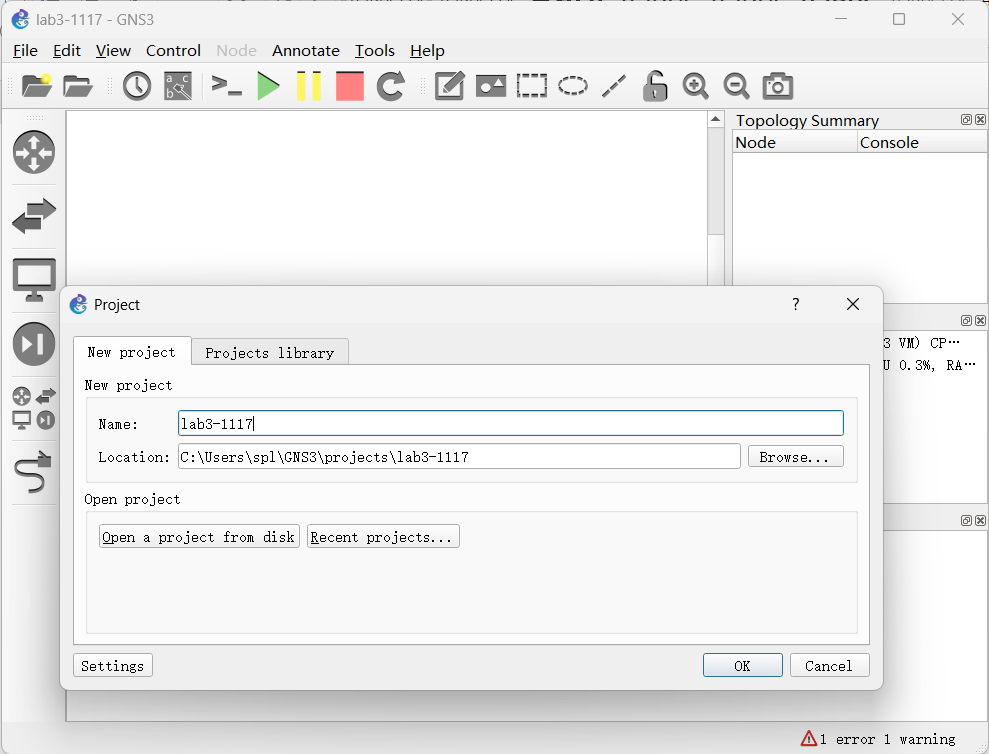 lab3-1117 - GNS3
File Edit View Control Node Annotate Tools Help
Topology Summary
Node Console
Project
New project Projects library
New project
Name: lab3-1117
Location: C:\Users\spl\GNS3\projects\lab3-1117 Browse...
Open project
Open a project from disk Recent projects...
Settings OK Cancel
3 VM) CP…
U 0.3%, RA…
1 error 1 warning